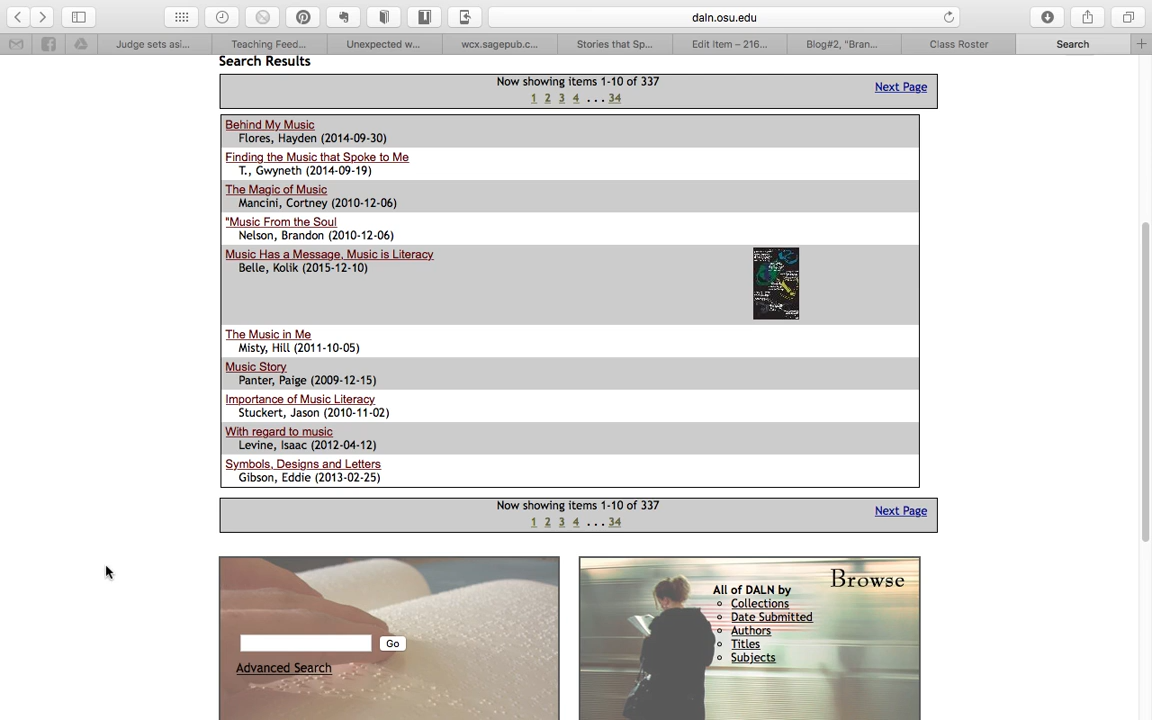 daln.osu.edu
Judge sets asi...
Teaching Feed...
Unexpected w...
wcx.sagepub.c...
Stories that Sp...
Edit Item – 216...
Blog#2, "Bran...
Class Roster
Search
Search Results
Now showing items 1-10 of 337
Next Page
1 2 3 4 . . . 34
Behind My Music
Flores, Hayden (2014-09-30)
Finding the Music that Spoke to Me
T., Gwyneth (2014-09-19)
The Magic of Music
Mancini, Cortney (2010-12-06)
"Music From the Soul
Nelson, Brandon (2010-12-06)
Music Has a Message, Music is Literacy
Belle, Kolik (2015-12-10)
The Music in Me
Misty, Hill (2011-10-05)
Music Story
Panter, Paige (2009-12-15)
Importance of Music Literacy
Stuckert, Jason (2010-11-02)
With regard to music
Levine, Isaac (2012-04-12)
Symbols, Designs and Letters
Gibson, Eddie (2013-02-25)
Now showing items 1-10 of 337
Next Page
1 2 3 4 . . . 34
Go
Advanced Search
Browse
All of DALN by
Collections
Date Submitted
Authors
Titles
Subjects